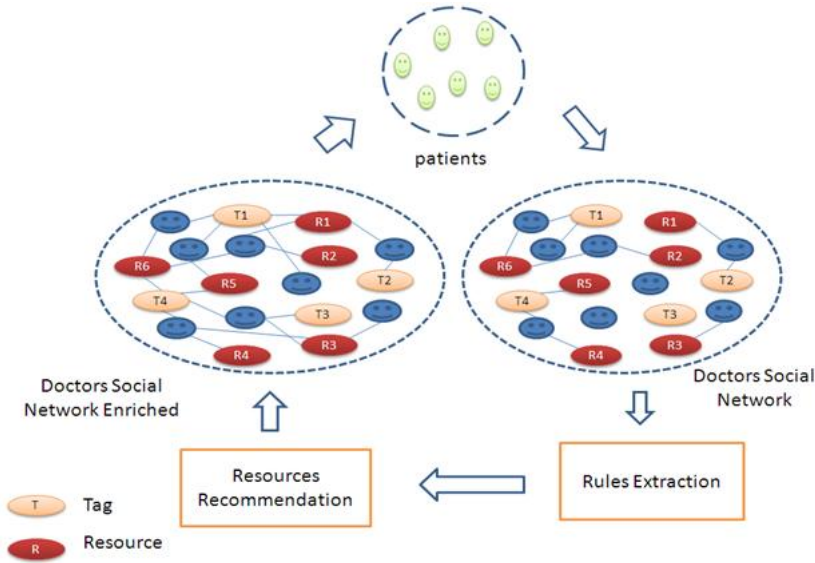 patients
T1
R1
R6
R2
R5
T2
T4
T3
R4
R3
Doctors Social
Network Enriched
T1
R1
R6
R2
R5
T2
T4
T3
R4
R3
Doctors Social
Network
Resources
Recommendation
Rules Extraction
T
Tag
R
Resource